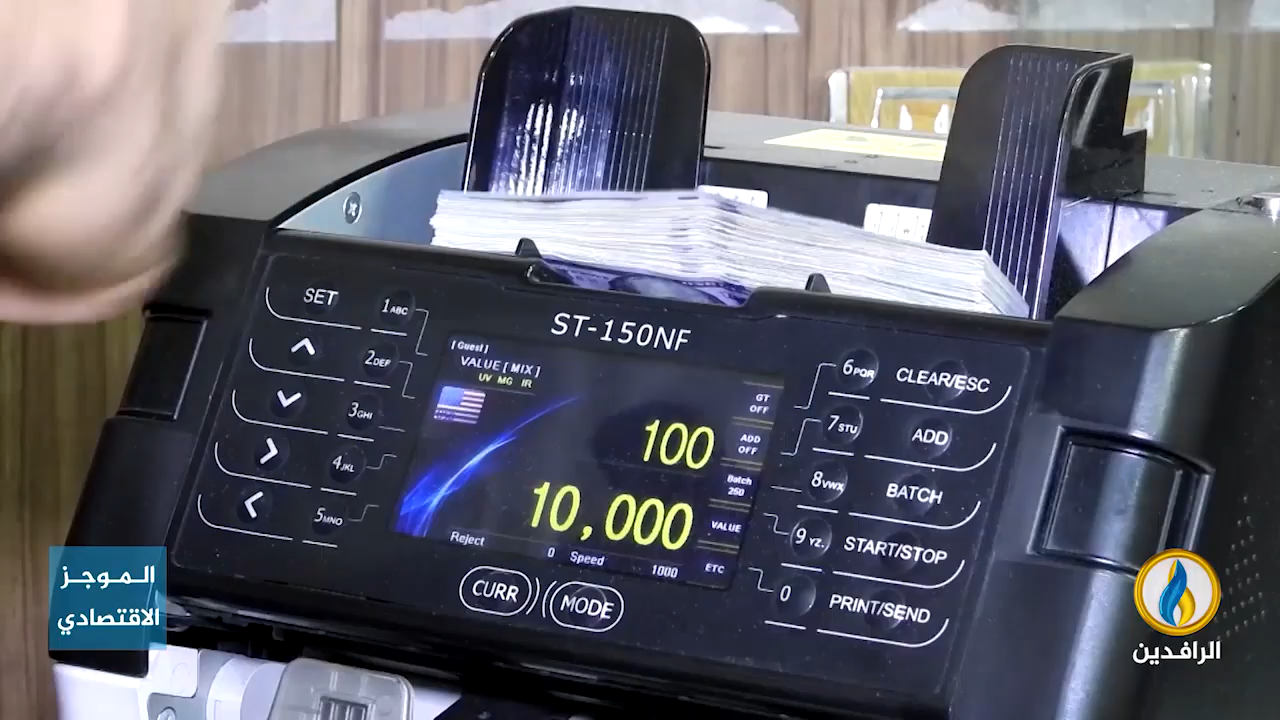 ST-150NF
SET
1ABC
2DEF
3GHI
4JKL
5MNO
[ Guest ]
VALUE [ MIX ]
UV MG IR
100
10,000
GT
OFF
ADD
OFF
Batch
250
VALUE
ETC
Reject 0 Speed 1000
CURR
MODE
6PQR
CLEAR/ESC
7STU
ADD
8VWX
BATCH
9YZ.
START/STOP
0
PRINT/SEND
الموجز
الاقتصادي
الرافدين